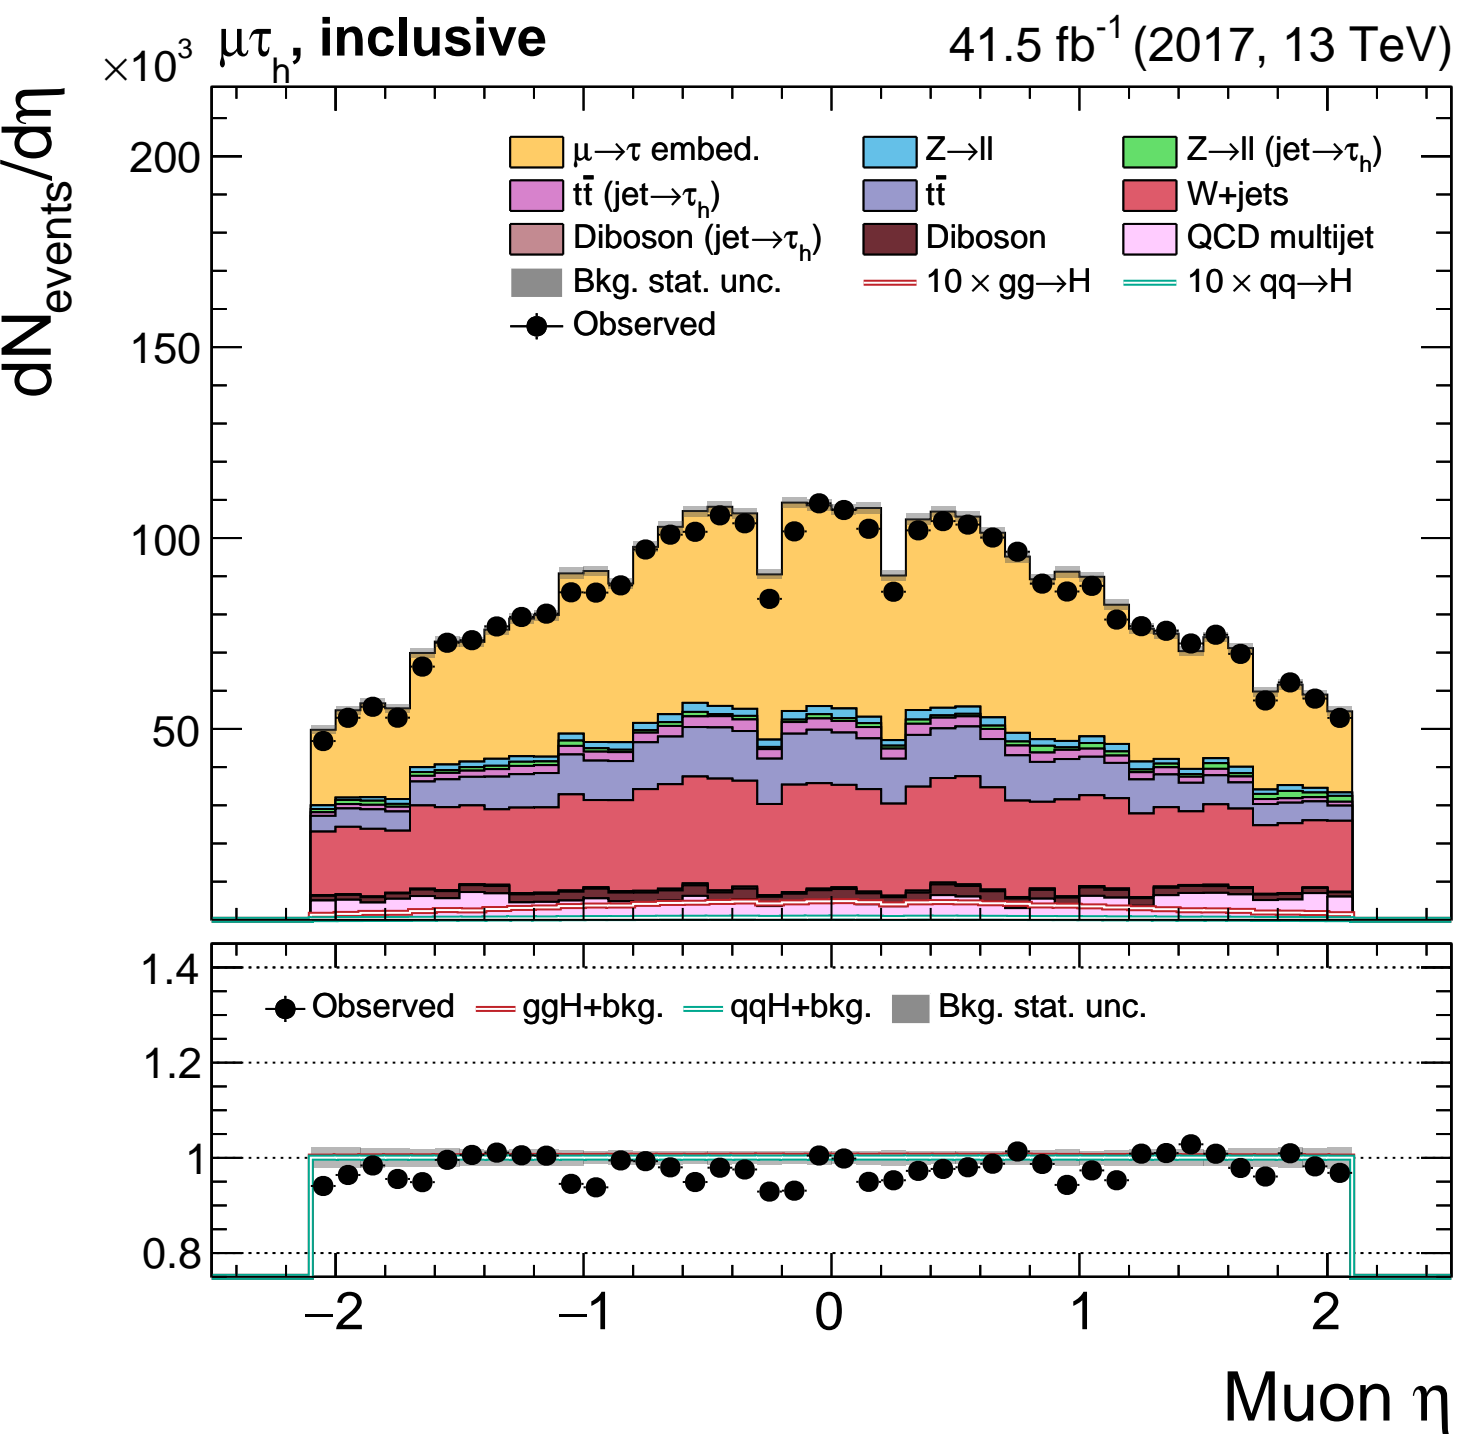 μτh, inclusive
41.5 fb-1 (2017, 13 TeV)
×10³
dNevents/dη
200
150
100
50
μ→τ embed.
Z→ll
Z→ll (jet→τh)
tt̄ (jet→τh)
tt̄
W+jets
Diboson (jet→τh)
Diboson
QCD multijet
Bkg. stat. unc.
10 × gg→H
10 × qq→H
Observed
1.4
1.2
1
0.8
Observed
ggH+bkg.
qqH+bkg.
Bkg. stat. unc.
−2
−1
0
1
2
Muon η